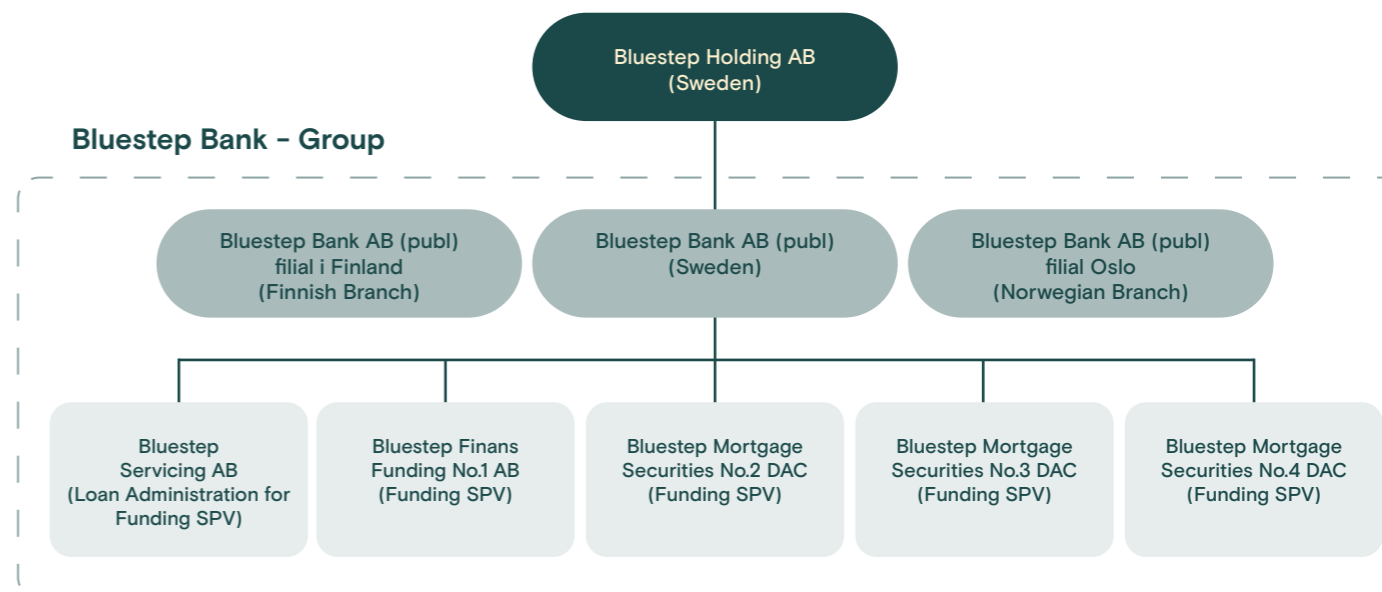 Bluestep Holding AB
(Sweden)
Bluestep Bank - Group
Bluestep Bank AB (publ)
filial i Finland
(Finnish Branch)
Bluestep Bank AB (publ)
(Sweden)
Bluestep Bank AB (publ)
filial Oslo
(Norwegian Branch)
Bluestep
Servicing AB
(Loan Administration for
Funding SPV)
Bluestep Finans
Funding No.1 AB
(Funding SPV)
Bluestep Mortgage
Securities No.2 DAC
(Funding SPV)
Bluestep Mortgage
Securities No.3 DAC
(Funding SPV)
Bluestep Mortgage
Securities No.4 DAC
(Funding SPV)